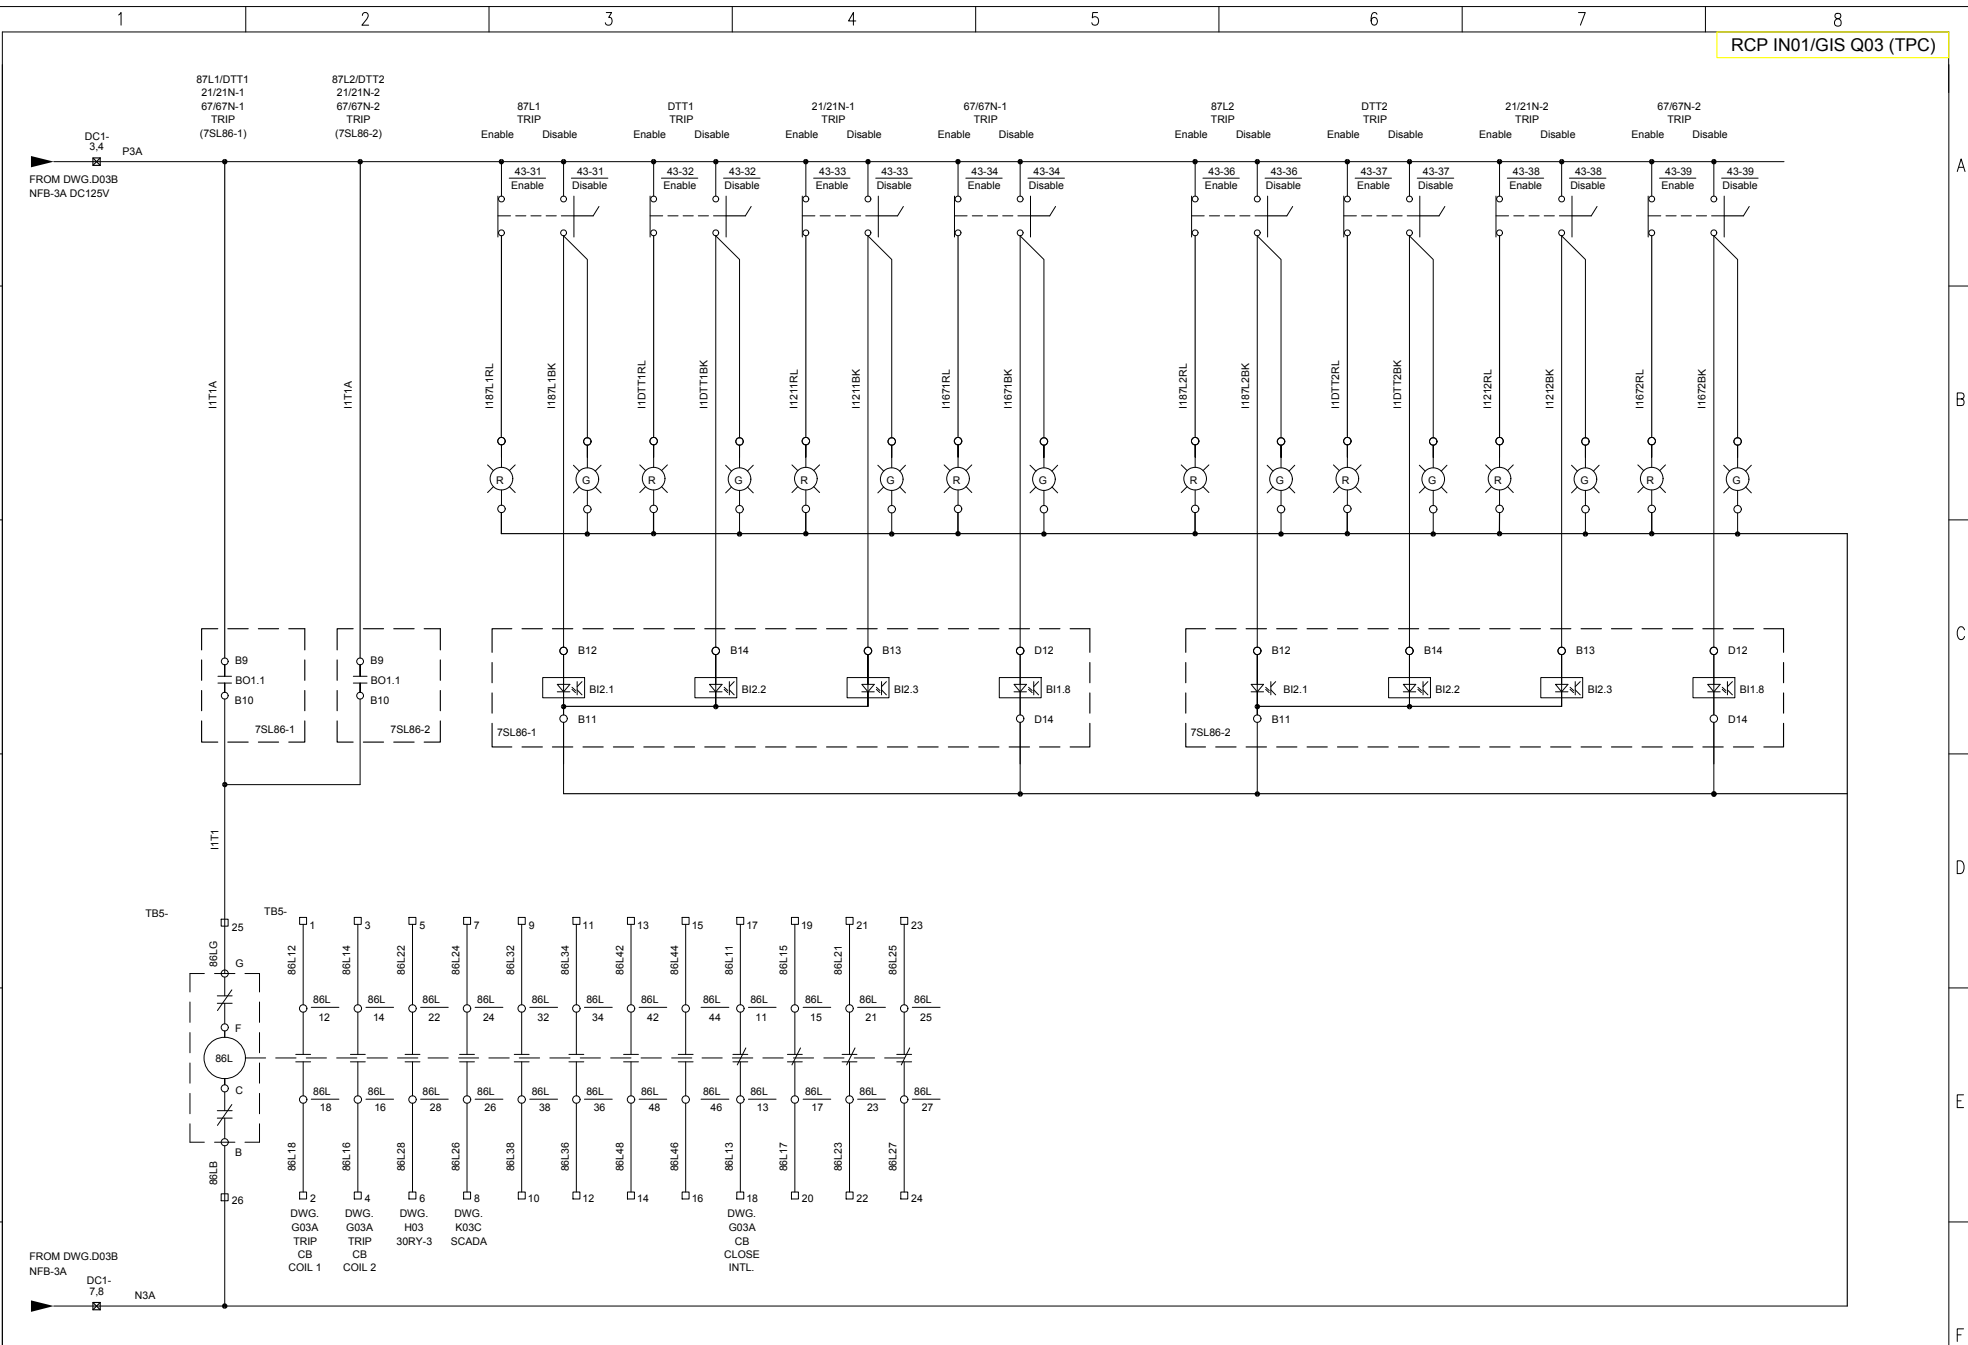 1 2 3 4 5 6 7 8
RCP IN01/GIS Q03 (TPC)
87L1/DTT1
21/21N-1
67/67N-1
TRIP
(7SL86-1)
87L2/DTT2
21/21N-2
67/67N-2
TRIP
(7SL86-2)
87L1
TRIP
Enable Disable
DTT1
TRIP
Enable Disable
21/21N-1
TRIP
Enable Disable
67/67N-1
TRIP
Enable Disable
87L2
TRIP
Enable Disable
DTT2
TRIP
Enable Disable
21/21N-2
TRIP
Enable Disable
67/67N-2
TRIP
Enable Disable
DC1-
3,4
P3A
FROM DWG.D03B
NFB-3A DC125V
43-31
Enable
43-31
Disable
43-32
Enable
43-32
Disable
43-33
Enable
43-33
Disable
43-34
Enable
43-34
Disable
43-36
Enable
43-36
Disable
43-37
Enable
43-37
Disable
43-38
Enable
43-38
Disable
43-39
Enable
43-39
Disable
A
I1T1A
I1T1A
I187L1RL
I187L1BK
I1DTT1RL
I1DTT1BK
I1211RL
I1211BK
I1671RL
I1671BK
I187L2RL
I187L2BK
I1DTT2RL
I1DTT2BK
I1212RL
I1212BK
I1672RL
I1672BK
B
R G R G R G R G R G R G R G R G
C
B9
BO1.1
B10
7SL86-1
B9
BO1.1
B10
7SL86-2
B12
BI2.1
B11
7SL86-1
B14
BI2.2
B13
BI2.3
D12
BI1.8
D14
B12
BI2.1
B11
7SL86-2
B14
BI2.2
B13
BI2.3
D12
BI1.8
D14
I1T1
D
TB5-
25
TB5-
1 3 5 7 9 11 13 15 17 19 21 23
86LG
86L12 86L14 86L22 86L24 86L32 86L34 86L42 86L44 86L11 86L15 86L21 86L25
G
86L 86L 86L 86L 86L 86L 86L 86L 86L 86L 86L 86L
12 14 22 24 32 34 42 44 11 15 21 25
F
86L
C
86L 86L 86L 86L 86L 86L 86L 86L 86L 86L 86L 86L
18 16 28 26 38 36 48 46 13 17 23 27
E
B
86LB
86L18 86L16 86L28 86L26 86L38 86L36 86L48 86L46 86L13 86L17 86L23 86L27
26
2 4 6 8 10 12 14 16 18 20 22 24
DWG.
G03A
TRIP
CB
COIL 1
DWG.
G03A
TRIP
CB
COIL 2
DWG.
H03
30RY-3
DWG.
K03C
SCADA
DWG.
G03A
CB
CLOSE
INTL.
FROM DWG.D03B
NFB-3A
DC1-
7,8
N3A
F